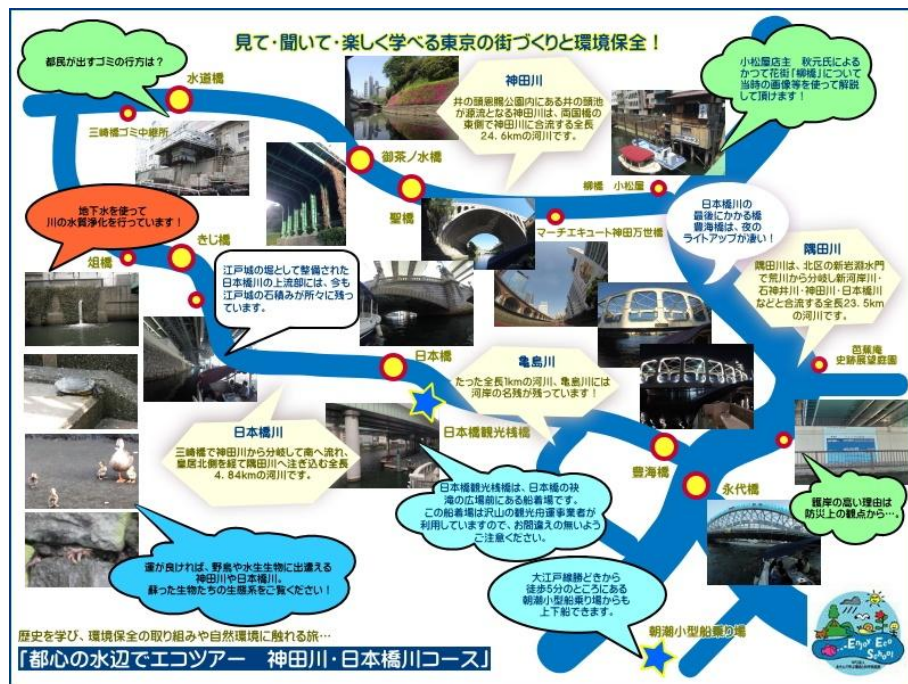 見て・聞いて・楽しく学べる東京の街づくりと環境保全！
都民が出すゴミの行方は？
水道橋
三崎橋ゴミ中継所
神田川
井の頭恩賜公園内にある井の頭池
が源流となる神田川は、両国橋の
東側で神田川に合流する全長
24.6kmの河川です。
小松屋店主　秋元氏による
かつて花街「柳橋」について
当時の画像等を使って解説
して頂けます！
御茶ノ水橋
聖橋
柳橋　小松屋
マーチエキュート神田万世橋
日本橋川の
最後にかかる橋
豊海橋は、夜の
ライトアップが凄い！
地下水を使って
川の水質浄化を行っています！
きじ橋
俎橋
江戸城の堀として整備された
日本橋川の上流部には、今も
江戸城の石積みが所々に残っ
ています。
隅田川
隅田川は、北区の新岩淵水門
で荒川から分岐し新河岸川・
石神井川・神田川・日本橋川
などと合流する全長23.5km
の河川です。
芭蕉庵
史跡展望庭園
日本橋
亀島川
たった全長1kmの河川、亀島川には
河岸の名残が残っています！
日本橋観光桟橋
日本橋川
三崎橋で神田川から分岐して南へ流れ、
皇居北側を経て隅田川へ注ぎ込む全長
4.84kmの河川です。
豊海橋
永代橋
日本橋観光桟橋は、日本橋の袂
滝の広場前にある船着場です。
この船着場は沢山の観光舟運事業者が
利用していますので、お間違えの無いよう
ご注意ください。
護岸の高い理由は
防災上の観点から…。
運が良ければ、野鳥や水生生物に出逢える
神田川や日本橋川。
蘇った生物たちの生態系をご覧ください！
大江戸線勝どきから
徒歩5分のところにある
朝潮小型船乗り場からも
上下船できます。
朝潮小型船乗り場
歴史を学び、環境保全の取り組みや自然環境に触れる旅…
「都心の水辺でエコツアー　神田川・日本橋川コース」
Enjoy Eco
School